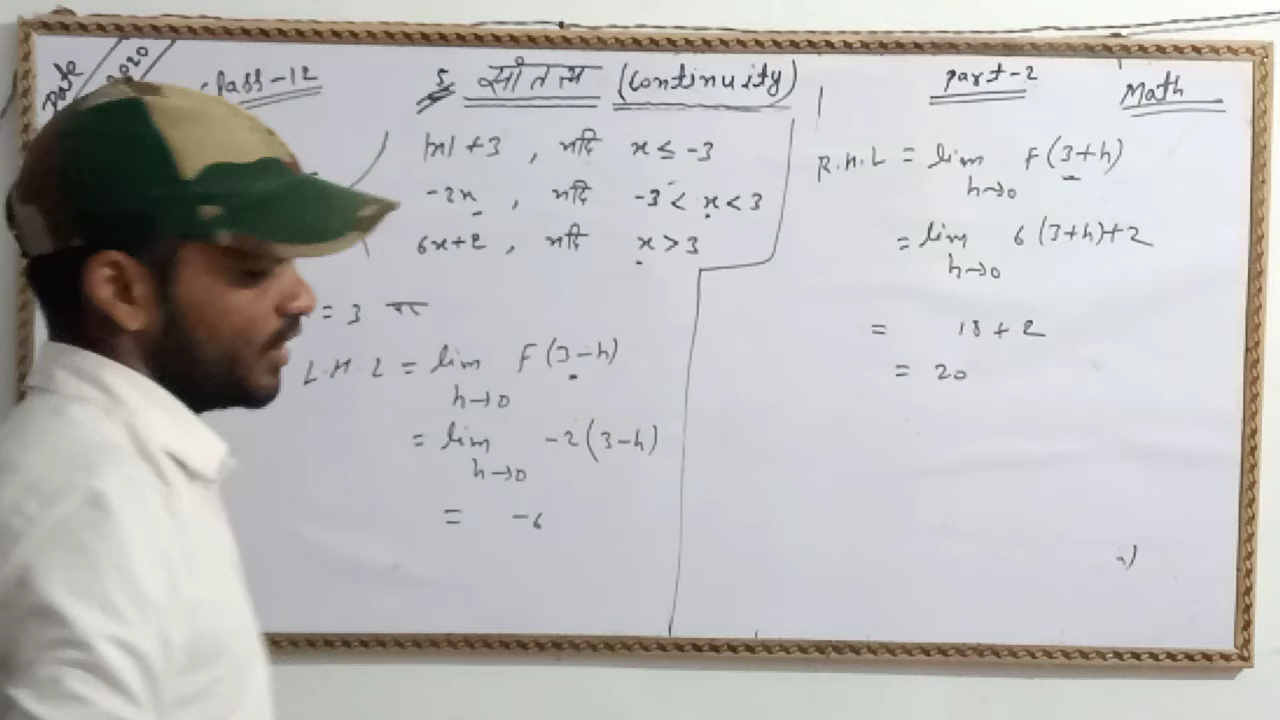 Date
2020
class-12
5. सांतत्य (Continuity)
Part-2
Math
|x| + 3 , यदि x ≤ -3
-2x , यदि -3 < x < 3
6x+2 , यदि x > 3
= 3 पर
L.H L = lim F(3-h)
h→0
= lim -2(3-h)
h→0
= -6
R.H.L = lim F(3+h)
h→0
= lim 6(3+h)+2
h→0
= 18 + 2
= 20